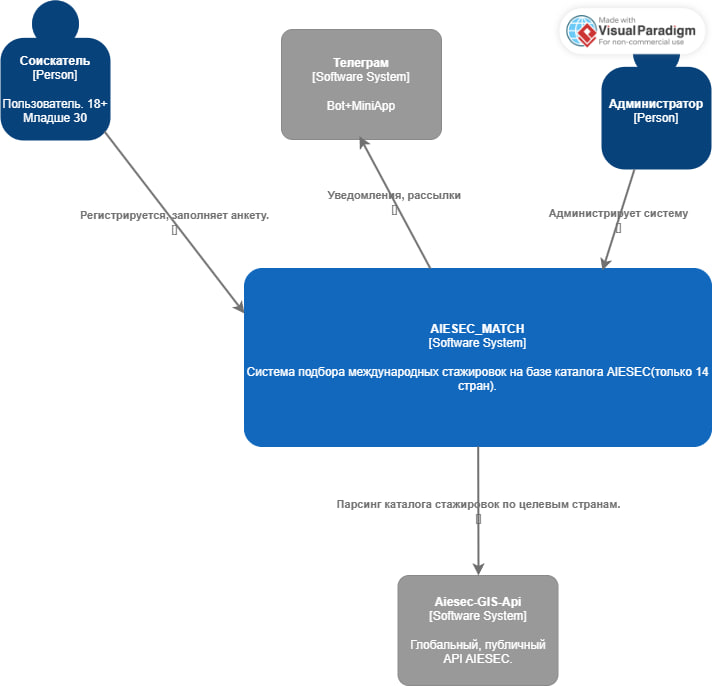 Made with
VisualParadigm
For non-commercial use
Соискатель
[Person]
Пользователь. 18+
Младше 30
Телеграм
[Software System]
Bot+MiniApp
Администратор
[Person]
Уведомления, рассылки
[]
Регистрируется, заполняет анкету.
[]
Администрирует систему
[]
AIESEC_MATCH
[Software System]
Система подбора международных стажировок на базе каталога AIESEC(только 14
стран).
Парсинг каталога стажировок по целевым странам.
[]
Aiesec-GIS-Api
[Software System]
Глобальный, публичный
API AIESEC.